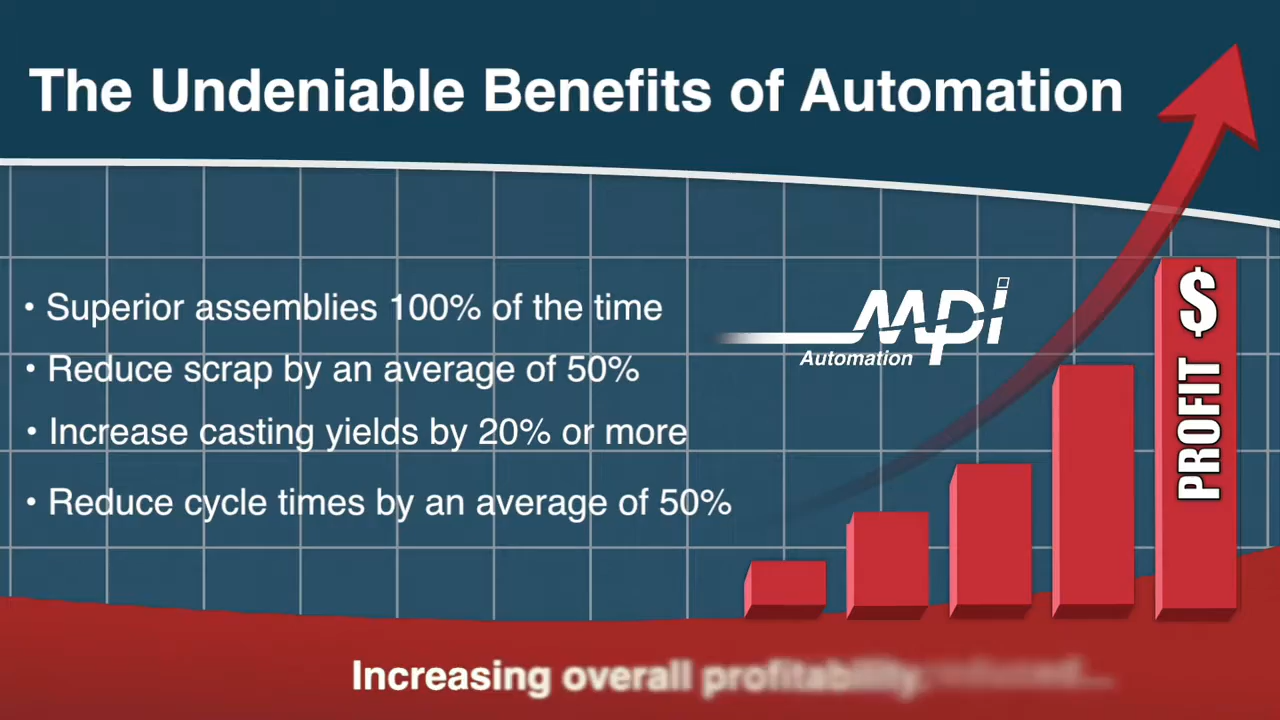 The Undeniable Benefits of Automation
• Superior assemblies 100% of the time
• Reduce scrap by an average of 50%
• Increase casting yields by 20% or more
• Reduce cycle times by an average of 50%
MPI
Automation
PROFIT $
Increasing overall profitability